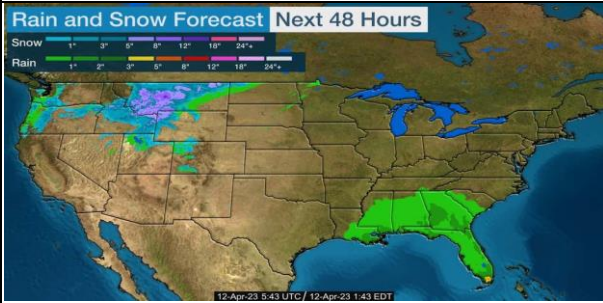 Rain and Snow Forecast Next 48 Hours
Snow 1" 3" 5" 8" 12" 18" 24"+
Rain 1" 2" 3" 5" 8" 12" 18" 24"+
12-Apr-23 5:43 UTC / 12-Apr-23 1:43 EDT